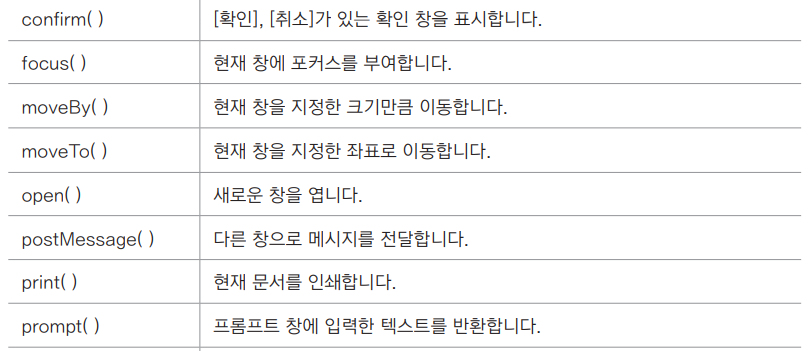 confirm( ) [확인], [취소]가 있는 확인 창을 표시합니다.
focus( ) 현재 창에 포커스를 부여합니다.
moveBy( ) 현재 창을 지정한 크기만큼 이동합니다.
moveTo( ) 현재 창을 지정한 좌표로 이동합니다.
open( ) 새로운 창을 엽니다.
postMessage( ) 다른 창으로 메시지를 전달합니다.
print( ) 현재 문서를 인쇄합니다.
prompt( ) 프롬프트 창에 입력한 텍스트를 반환합니다.